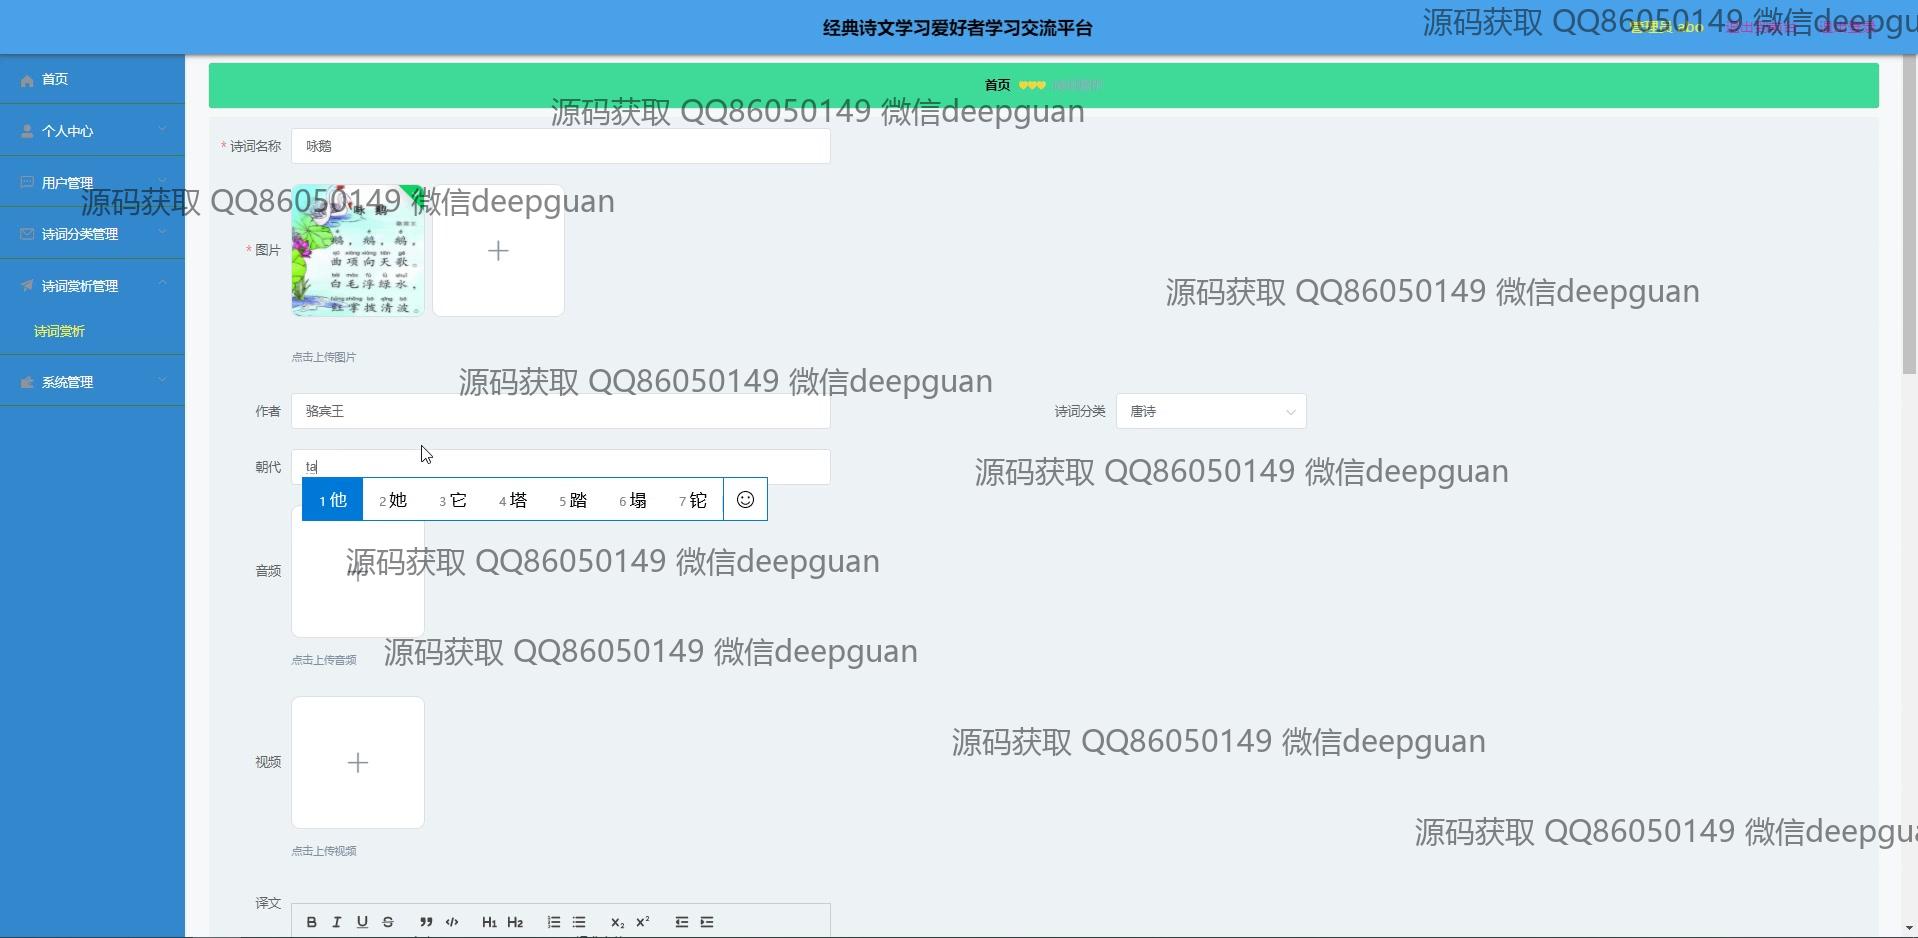 经典诗文学习爱好者学习交流平台
源码获取 QQ86050149 微信deepgu
管理员 abo
首页
个人中心
用户管理
诗词分类管理
诗词赏析管理
诗词赏析
系统管理
首页
源码获取 QQ86050149 微信deepguan
* 诗词名称
咏鹅
源码获取 QQ86050149 微信deepguan
* 图片
咏 鹅
鹅，鹅，鹅，
曲项向天歌。
白毛浮绿水，
红掌拨清波。
源码获取 QQ86050149 微信deepguan
点击上传图片
源码获取 QQ86050149 微信deepguan
作者
骆宾王
诗词分类
唐诗
朝代
ta
源码获取 QQ86050149 微信deepguan
1 他 2 她 3 它 4 塔 5 踏 6 塌 7 铊
音频
源码获取 QQ86050149 微信deepguan
点击上传音频
源码获取 QQ86050149 微信deepguan
视频
源码获取 QQ86050149 微信deepguan
源码获取 QQ86050149 微信deepgua
点击上传视频
译文
B I U S H1 H2 X2 X2